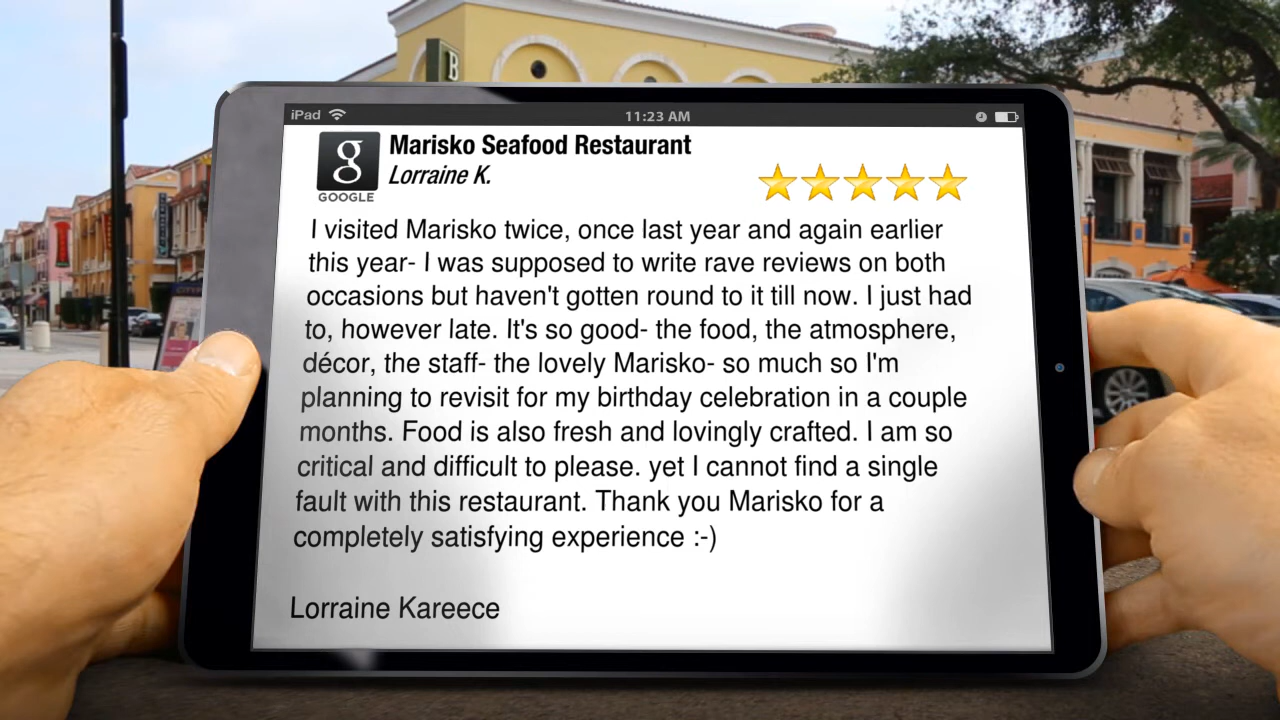 B
iPad
11:23 AM
g
GOOGLE
Marisko Seafood Restaurant
Lorraine K.
I visited Marisko twice, once last year and again earlier
this year- I was supposed to write rave reviews on both
occasions but haven't gotten round to it till now. I just had
to, however late. It's so good- the food, the atmosphere,
décor, the staff- the lovely Marisko- so much so I'm
planning to revisit for my birthday celebration in a couple
months. Food is also fresh and lovingly crafted. I am so
critical and difficult to please. yet I cannot find a single
fault with this restaurant. Thank you Marisko for a
completely satisfying experience :-)
Lorraine Kareece